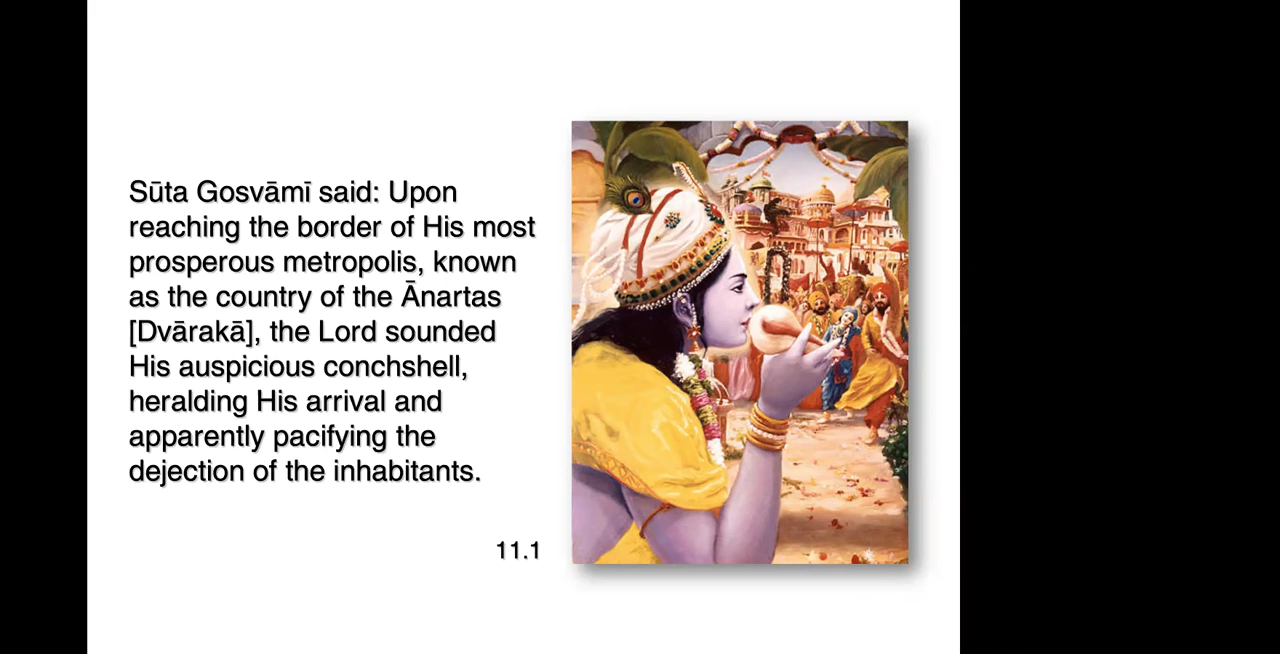 Sūta Gosvāmī said: Upon
reaching the border of His most
prosperous metropolis, known
as the country of the Ānartas
[Dvārakā], the Lord sounded
His auspicious conchshell,
heralding His arrival and
apparently pacifying the
dejection of the inhabitants.
11.1